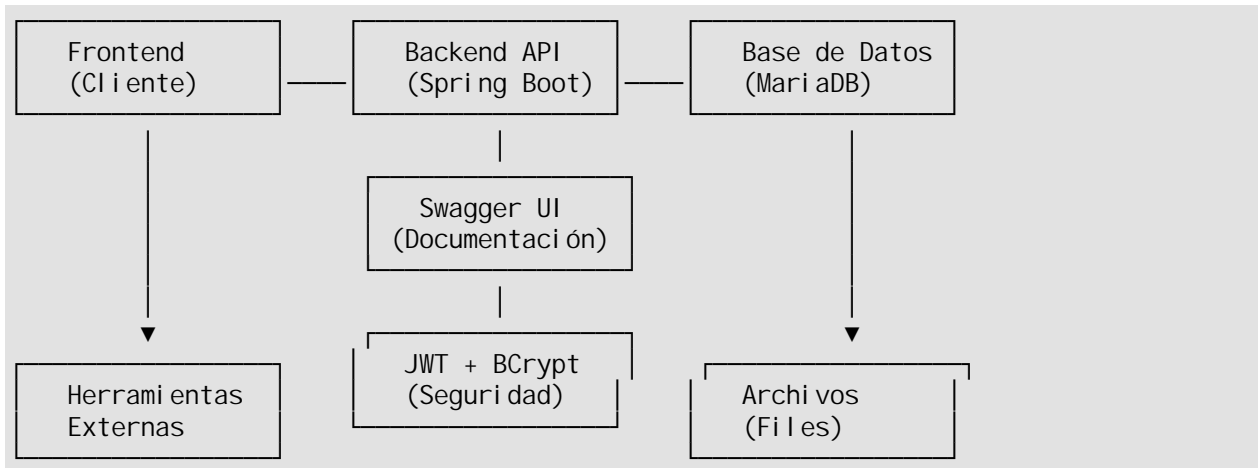 Frontend
(Cliente)
Backend API
(Spring Boot)
Base de Datos
(MariaDB)
Swagger UI
(Documentación)
JWT + BCrypt
(Seguridad)
Herramientas
Externas
Archivos
(Files)